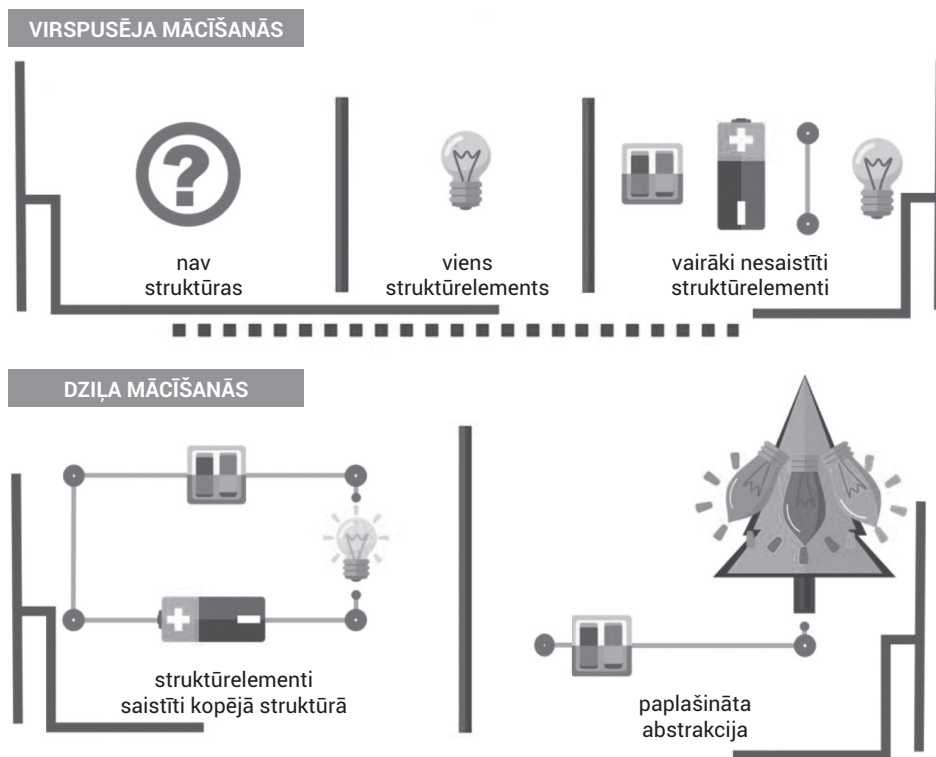 VIRSPUSĒJA MĀCĪŠANĀS
nav
struktūras
viens
struktūrelements
vairāki nesaistīti
struktūrelementi
DZIĻA MĀCĪŠANĀS
struktūrelementi
saistīti kopējā struktūrā
paplašināta
abstrakcija